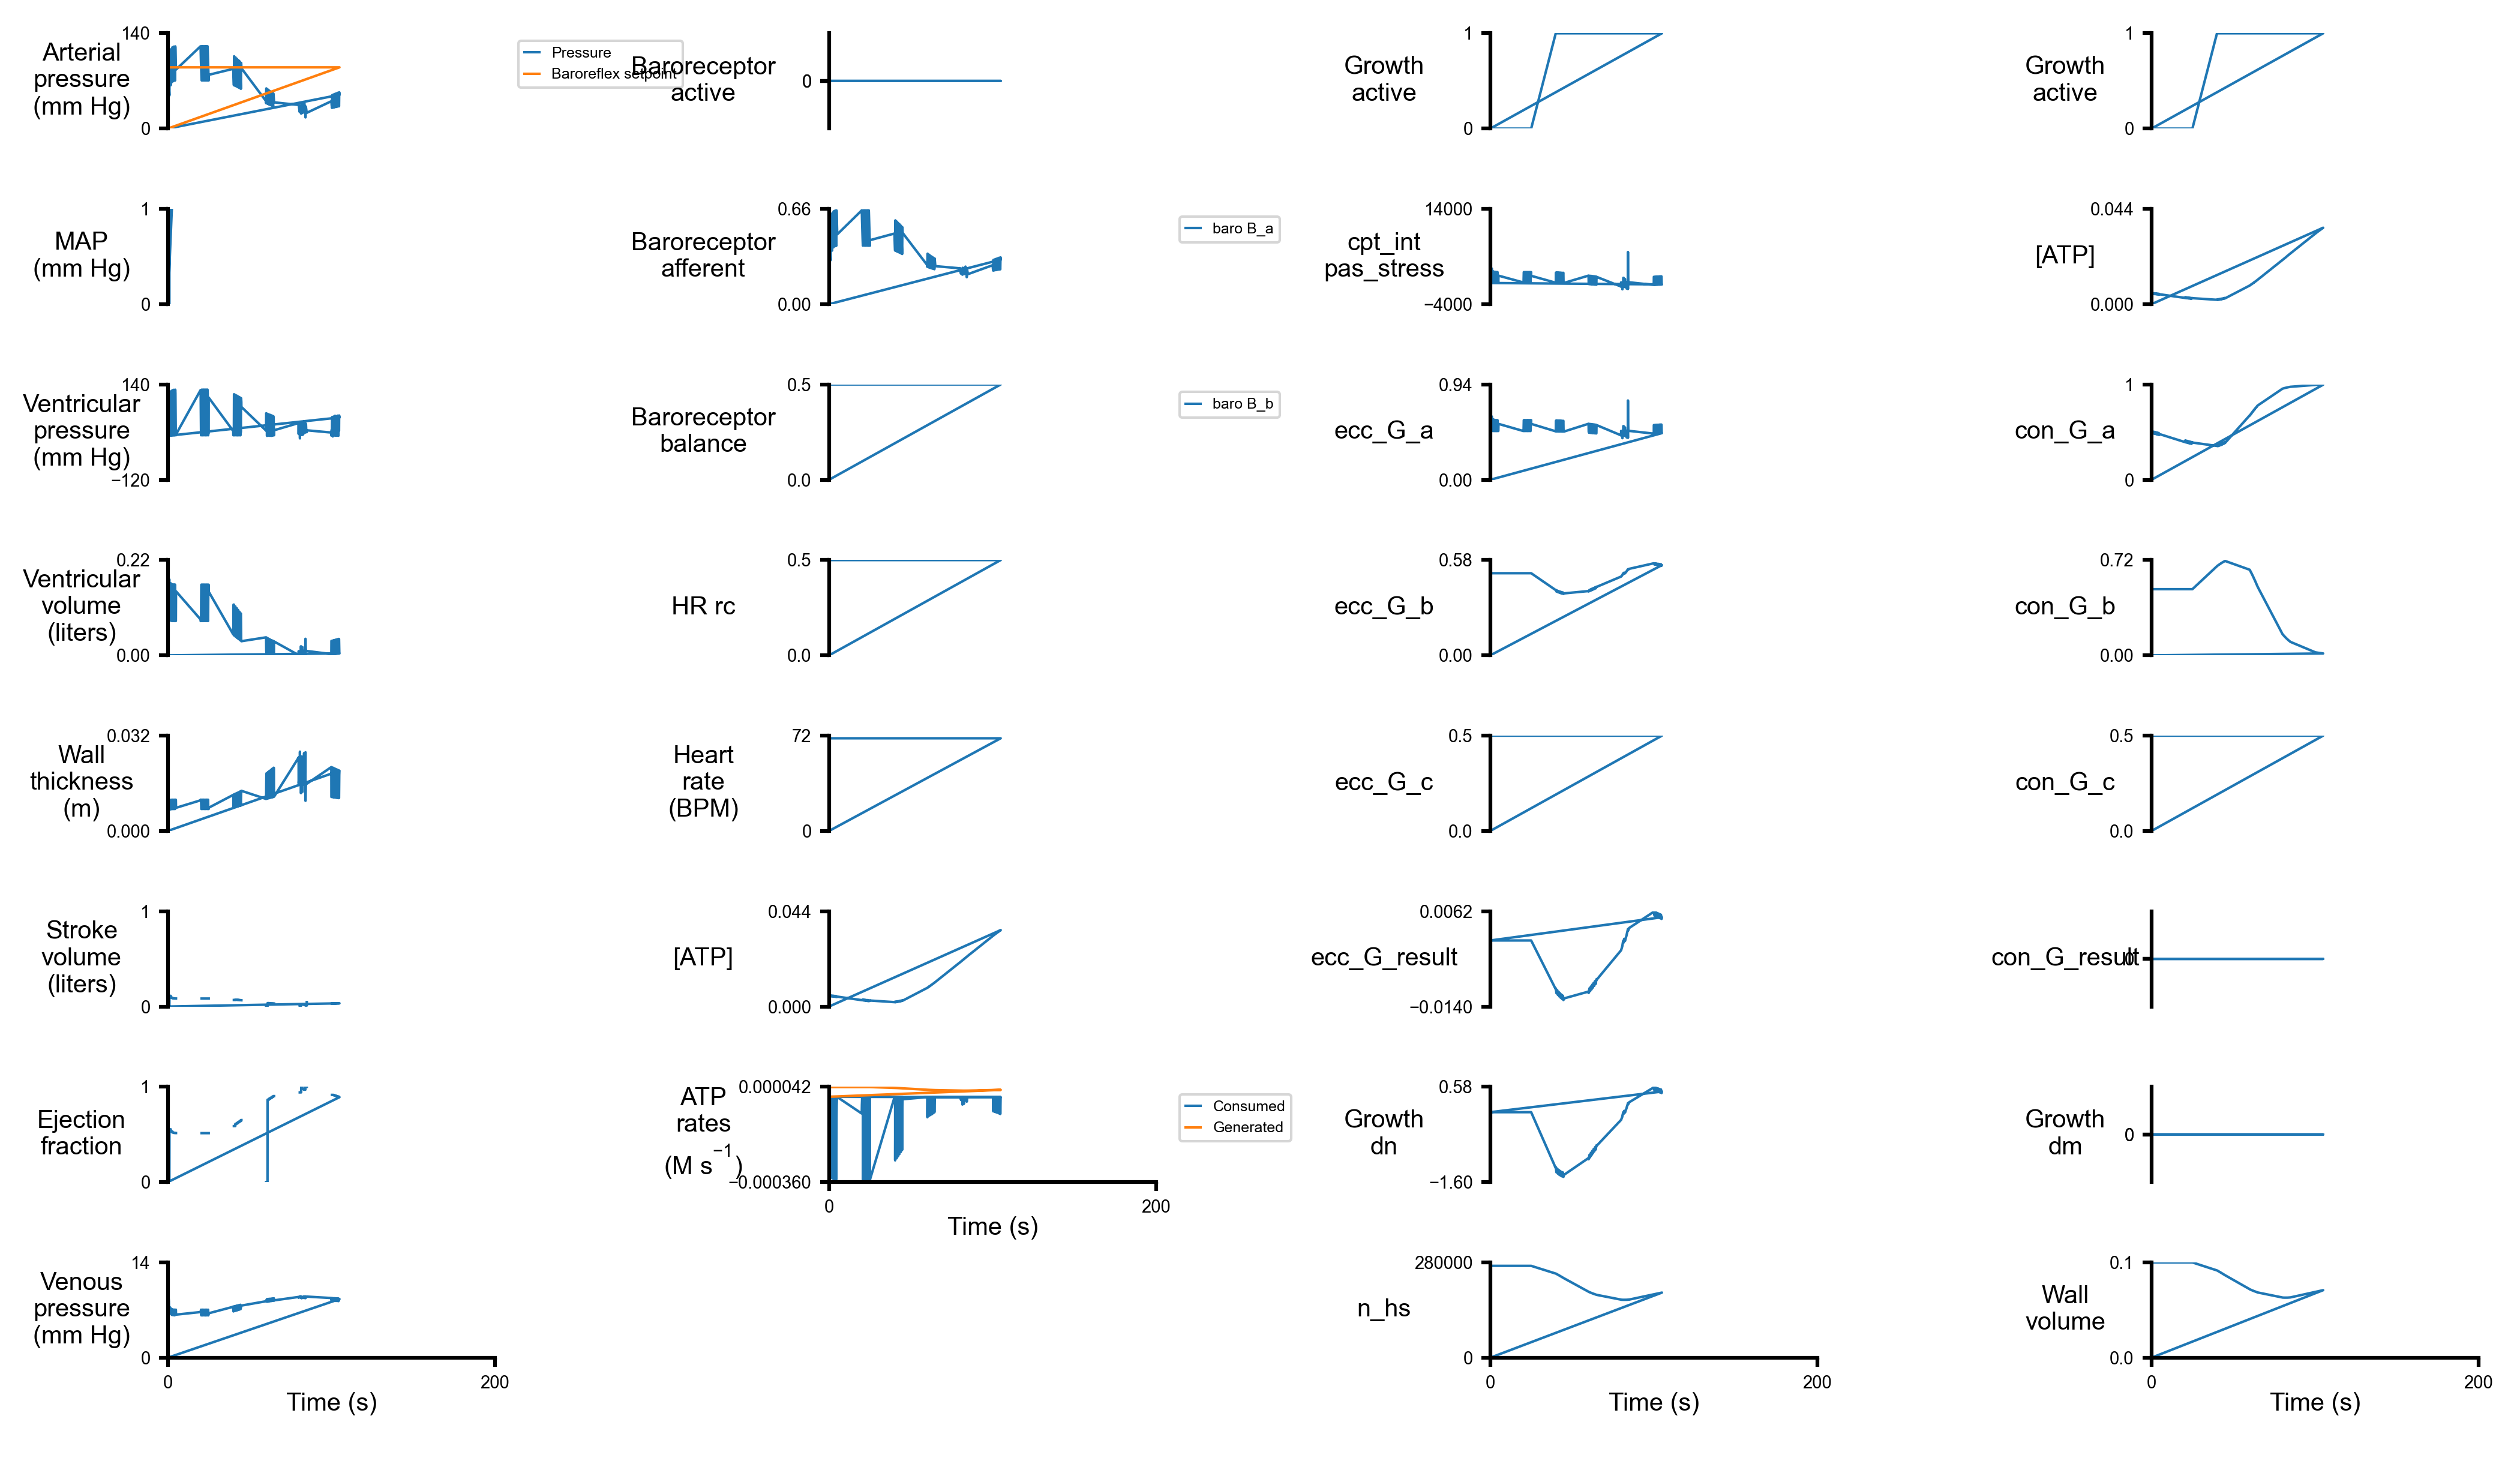 Arterial
pressure
(mm Hg)
140
0
Pressure
Baroreflex setpoint
Baroreceptor
active
0
Growth
active
1
1
0
Growth
active
1
0
MAP
(mm Hg)
1
0
Baroreceptor
afferent
0.66
0.00
baro B_a
cpt_int
pas_stress
14000
−4000
[ATP]
0.044
0.000
Ventricular
pressure
(mm Hg)
140
−120
Baroreceptor
balance
0.5
0.0
baro B_b
ecc_G_a
0.94
0.00
con_G_a
1
0
Ventricular
volume
(liters)
0.22
0.00
HR rc
0.5
0.0
ecc_G_b
0.58
0.00
con_G_b
0.72
0.00
Wall
thickness
(m)
0.032
0.000
Heart
rate
(BPM)
72
0
ecc_G_c
0.5
0.0
con_G_c
0.5
0.0
Stroke
volume
(liters)
1
0
[ATP]
0.044
0.000
ecc_G_result
0.0062
−0.0140
con_G_result
0
Ejection
fraction
1
0
ATP
rates
(M s⁻¹)
0.000042
−0.000360
Consumed
Generated
0
200
Time (s)
Growth
dn
0.58
−1.60
Growth
dm
0
Venous
pressure
(mm Hg)
14
0
0
200
Time (s)
n_hs
280000
0
0
200
Time (s)
Wall
volume
0.1
0.0
0
200
Time (s)